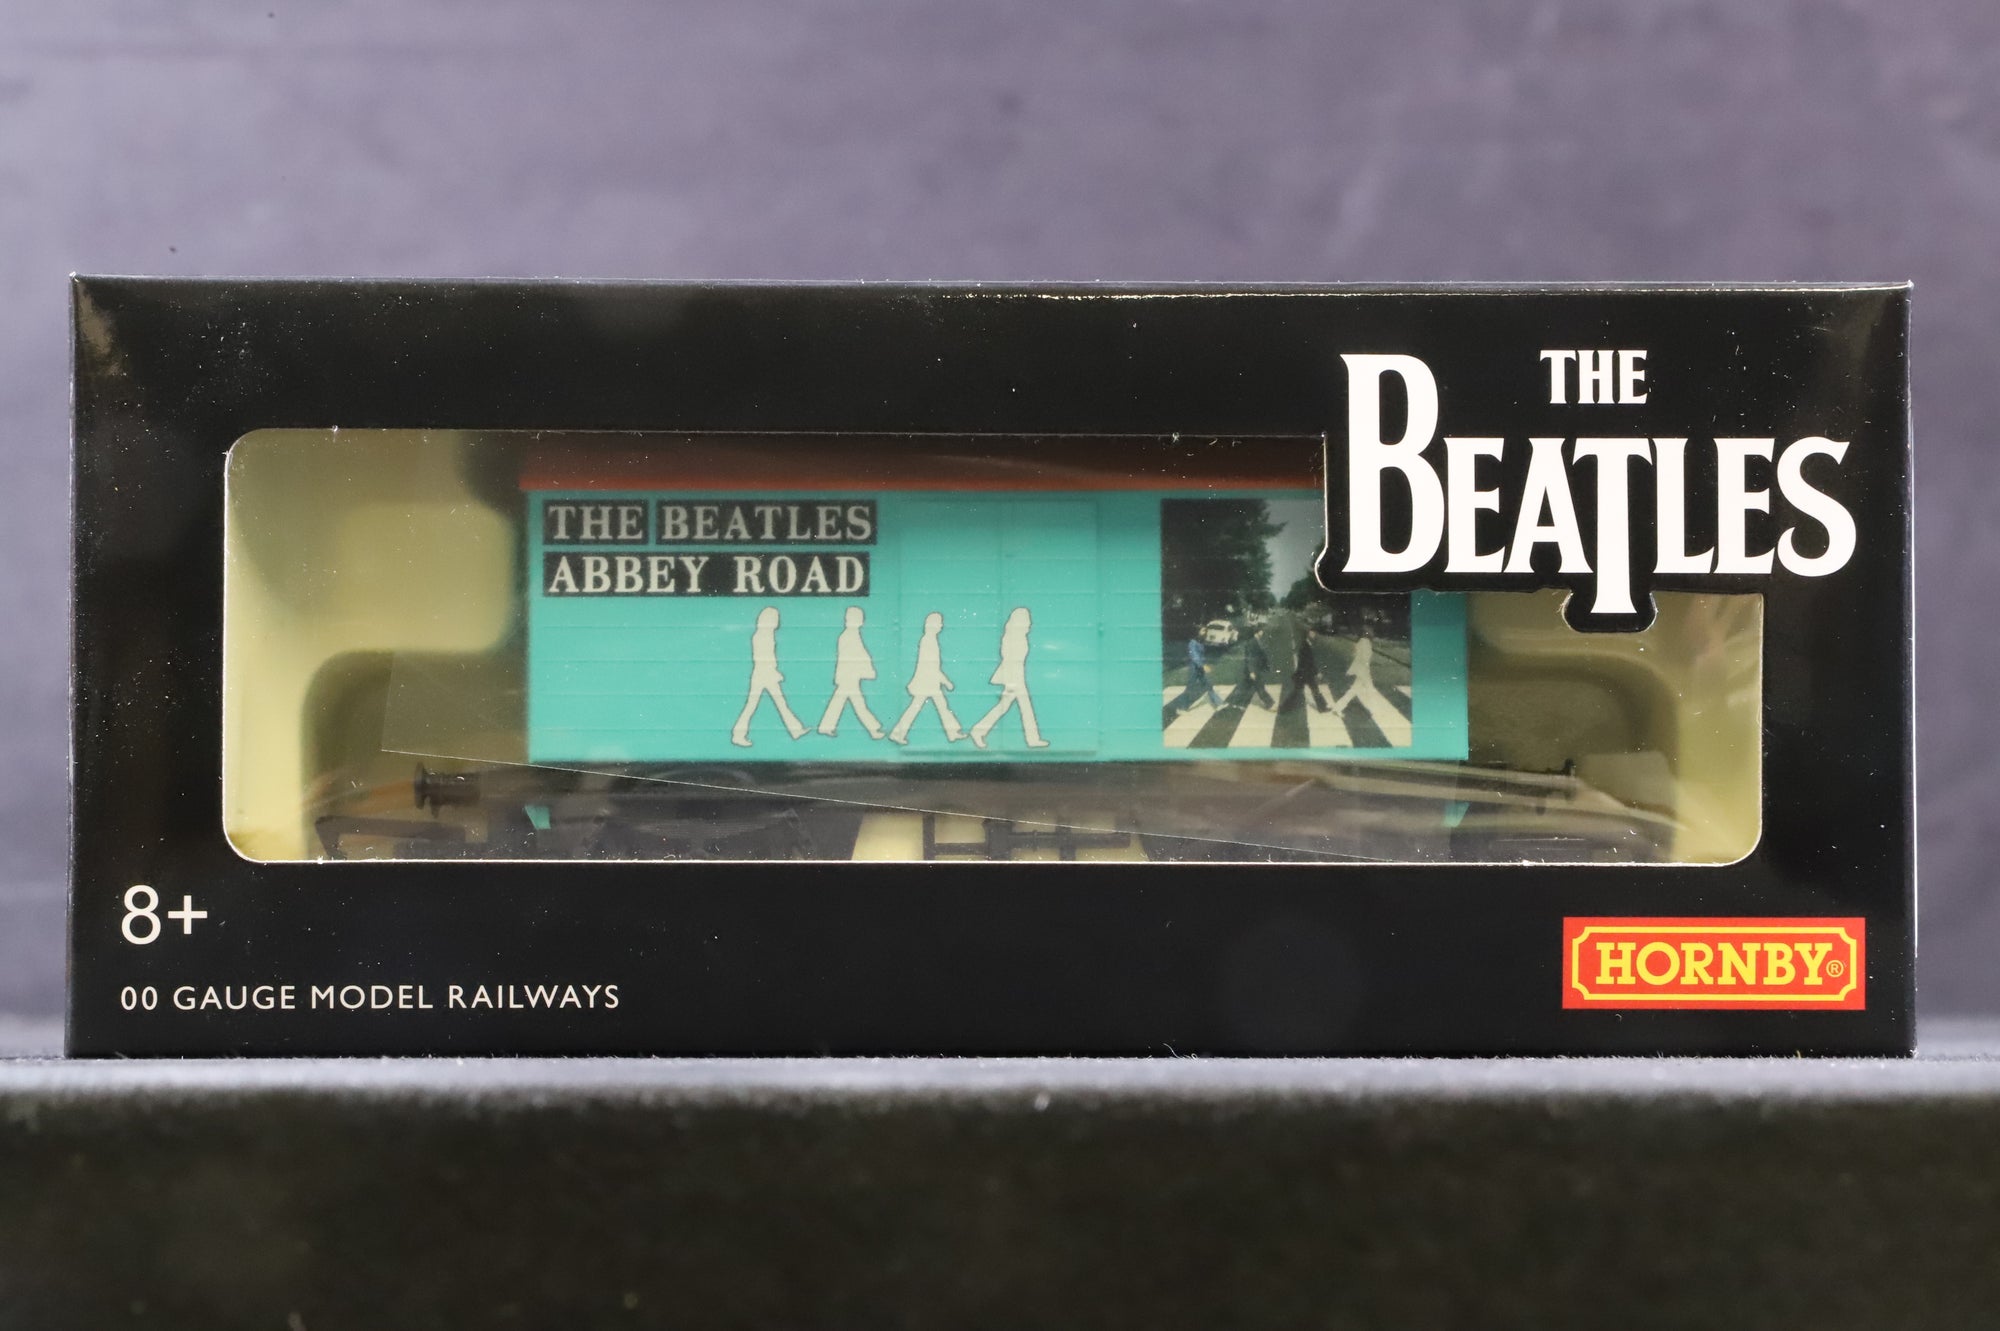 THE
BEATLES
THE BEATLES
ABBEY ROAD
8+
00 GAUGE MODEL RAILWAYS
HORNBY®